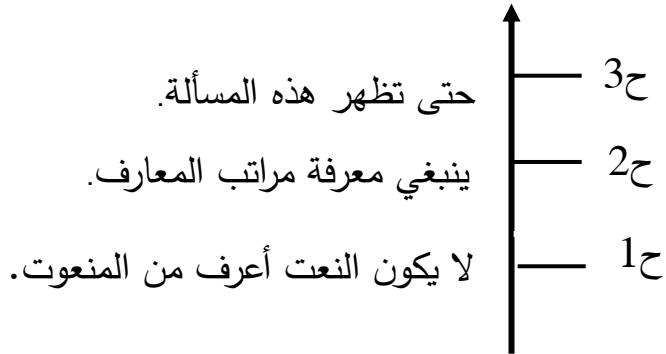 ح3
حتى تظهر هذه المسألة.
ح2
ينبغي معرفة مراتب المعارف.
ح1
لا يكون النعت أعرف من المنعوت.